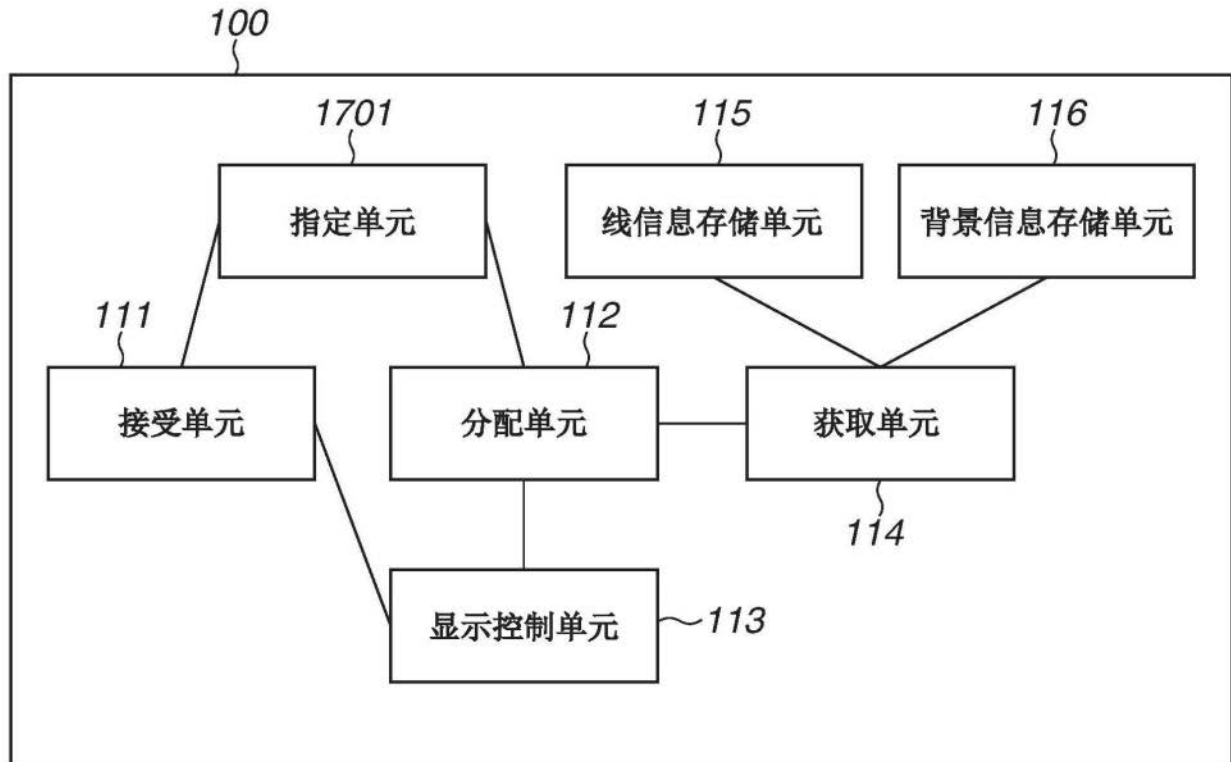 100
1701
115
116
指定单元
线信息存储单元
背景信息存储单元
111
112
接受单元
分配单元
获取单元
114
显示控制单元
113